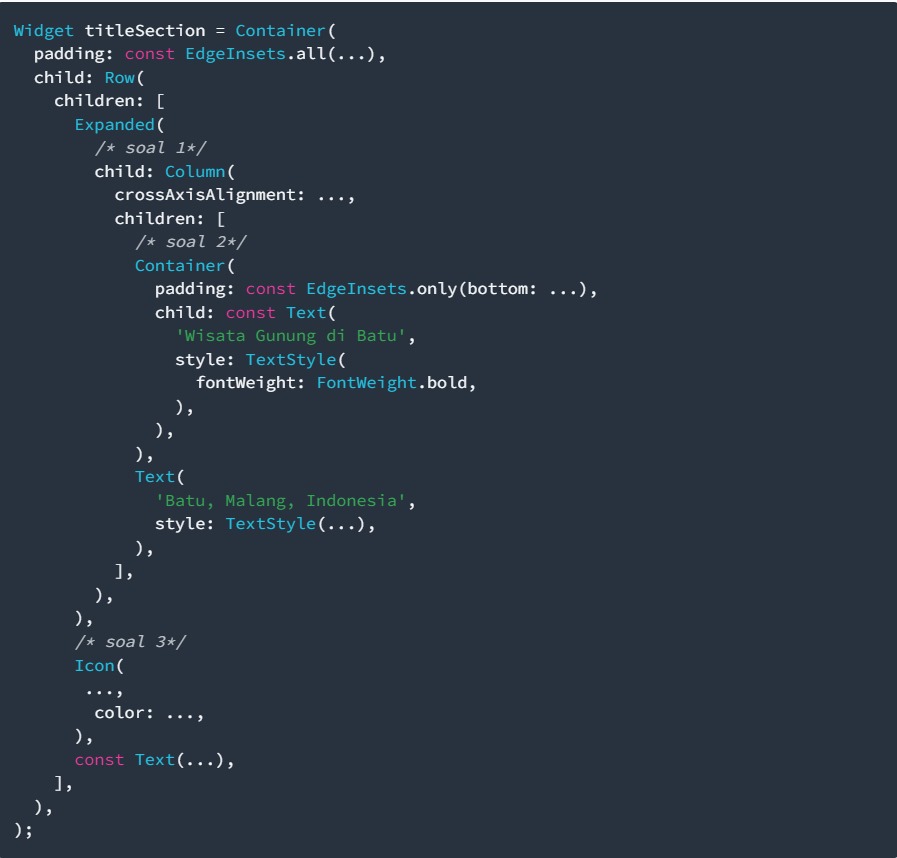 Widget titleSection = Container(
  padding: const EdgeInsets.all(...),
  child: Row(
    children: [
      Expanded(
        /* soal 1*/
        child: Column(
          crossAxisAlignment: ...,
          children: [
            /* soal 2*/
            Container(
              padding: const EdgeInsets.only(bottom: ...),
              child: const Text(
                'Wisata Gunung di Batu',
                style: TextStyle(
                  fontWeight: FontWeight.bold,
                ),
              ),
            ),
            Text(
              'Batu, Malang, Indonesia',
              style: TextStyle(...),
            ),
          ],
        ),
      ),
      /* soal 3*/
      Icon(
       ...,
        color: ...,
      ),
      const Text(...),
    ],
  ),
);